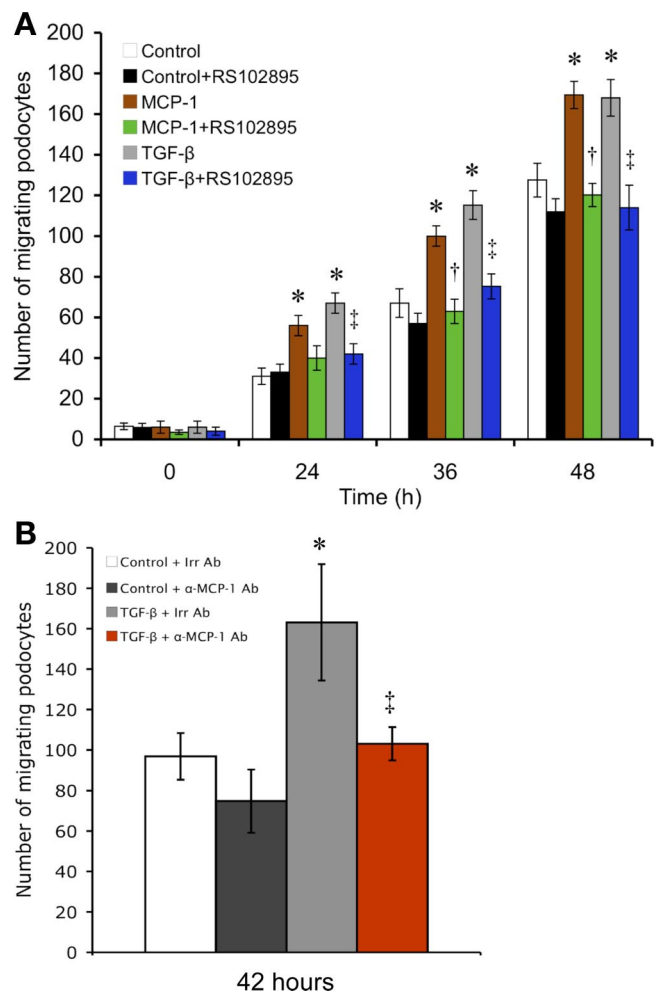 A
200
180
160
140
120
100
80
60
40
20
0
Number of migrating podocytes
Control
Control+RS102895
MCP-1
MCP-1+RS102895
TGF-β
TGF-β+RS102895
* *
† ‡
* *
† ‡
* *
‡
0 24 36 48
Time (h)
B
200
180
160
140
120
100
80
60
40
20
0
Number of migrating podocytes
Control + Irr Ab
Control + α-MCP-1 Ab
TGF-β + Irr Ab
TGF-β + α-MCP-1 Ab
*
‡
42 hours